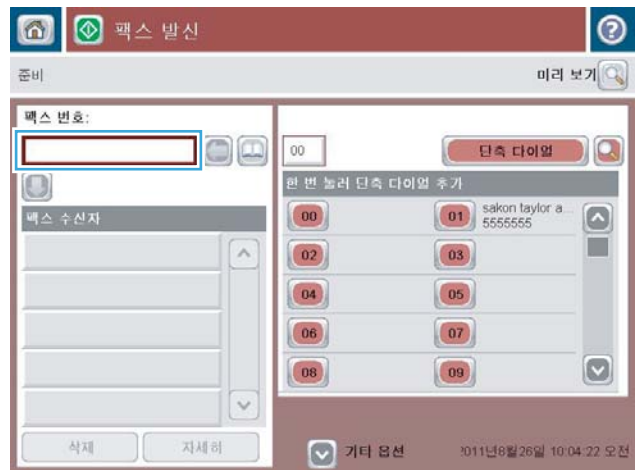 팩스 발신
준비
미리 보기
팩스 번호:
팩스 수신자
삭제
자세히
00
단축 다이얼
한 번 눌러 단축 다이얼 추가
00
01 sakon taylor a...
5555555
02
03
04
05
06
07
08
09
기타 옵션
2011년8월26일 10:04:22 오전